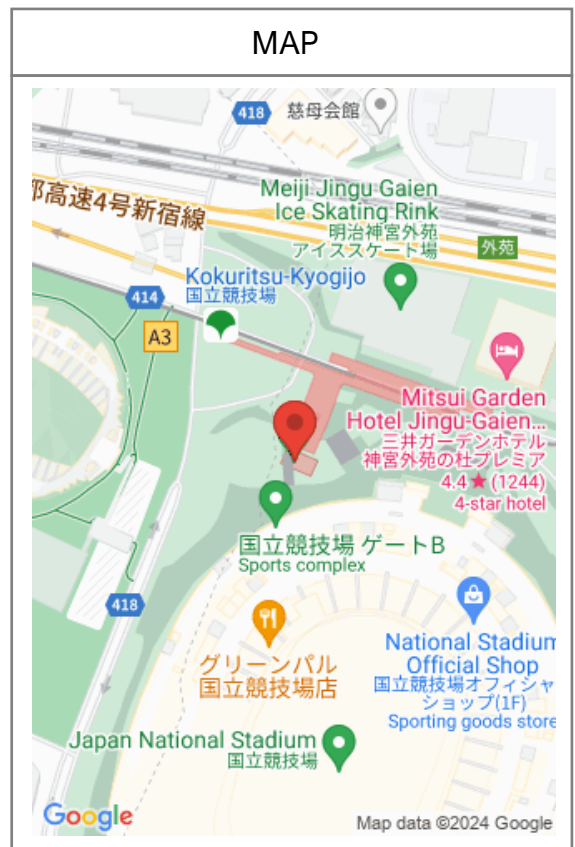 MAP
418
慈母会館
都高速4号新宿線
Meiji Jingu Gaien
Ice Skating Rink
明治神宮外苑
アイススケート場
外苑
Kokuritsu-Kyogijo
国立競技場
414
A3
Mitsui Garden
Hotel Jingu-Gaien...
三井ガーデンホテル
神宮外苑の杜プレミア
4.4★(1244)
4-star hotel
国立競技場 ゲートB
Sports complex
418
グリーンパル
国立競技場店
National Stadium
Official Shop
国立競技場オフィシャ
ショップ(1F)
Sporting goods store
Japan National Stadium
国立競技場
Google
Map data ©2024 Google